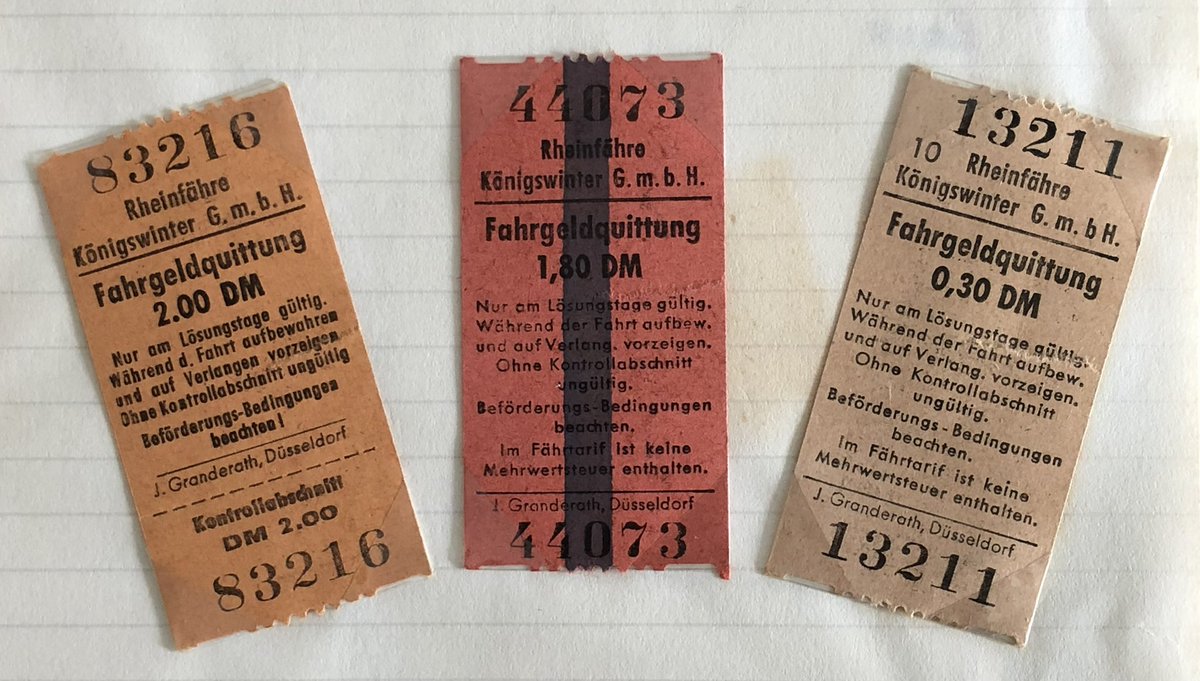 83216
Rheinfähre
Königswinter G. m. b. H.
Fahrgeldquittung
2.00 DM
Nur am Lösungstage gültig.
Während d. Fahrt aufbewahren
und auf Verlangen vorzeigen
Ohne Kontrollabschnitt ungültig
Beförderungs-Bedingungen
beachten!
J. Granderath, Düsseldorf
Kontrollabschnitt
DM 2.00
83216
44073
Rheinfähre
Königswinter G. m. b. H.
Fahrgeldquittung
1,80 DM
Nur am Lösungstage gültig.
Während der Fahrt aufbew.
und auf Verlang. vorzeigen.
Ohne Kontrollabschnitt
ungültig.
Beförderungs-Bedingungen
beachten.
Im Fährtarif ist keine
Mehrwertsteuer enthalten.
J. Granderath, Düsseldorf
44073
13211
10 Rheinfähre
Königswinter G. m. b H.
Fahrgeldquittung
0,30 DM
Nur am Lösungstage gültig.
Während der Fahrt aufbew.
und auf Verlang. vorzeigen.
Ohne Kontrollabschnitt
ungültig.
Beförderungs-Bedingungen
beachten.
Im Fährtarif ist keine
Mehrwertsteuer enthalten.
J. Granderath, Düsseldorf
13211